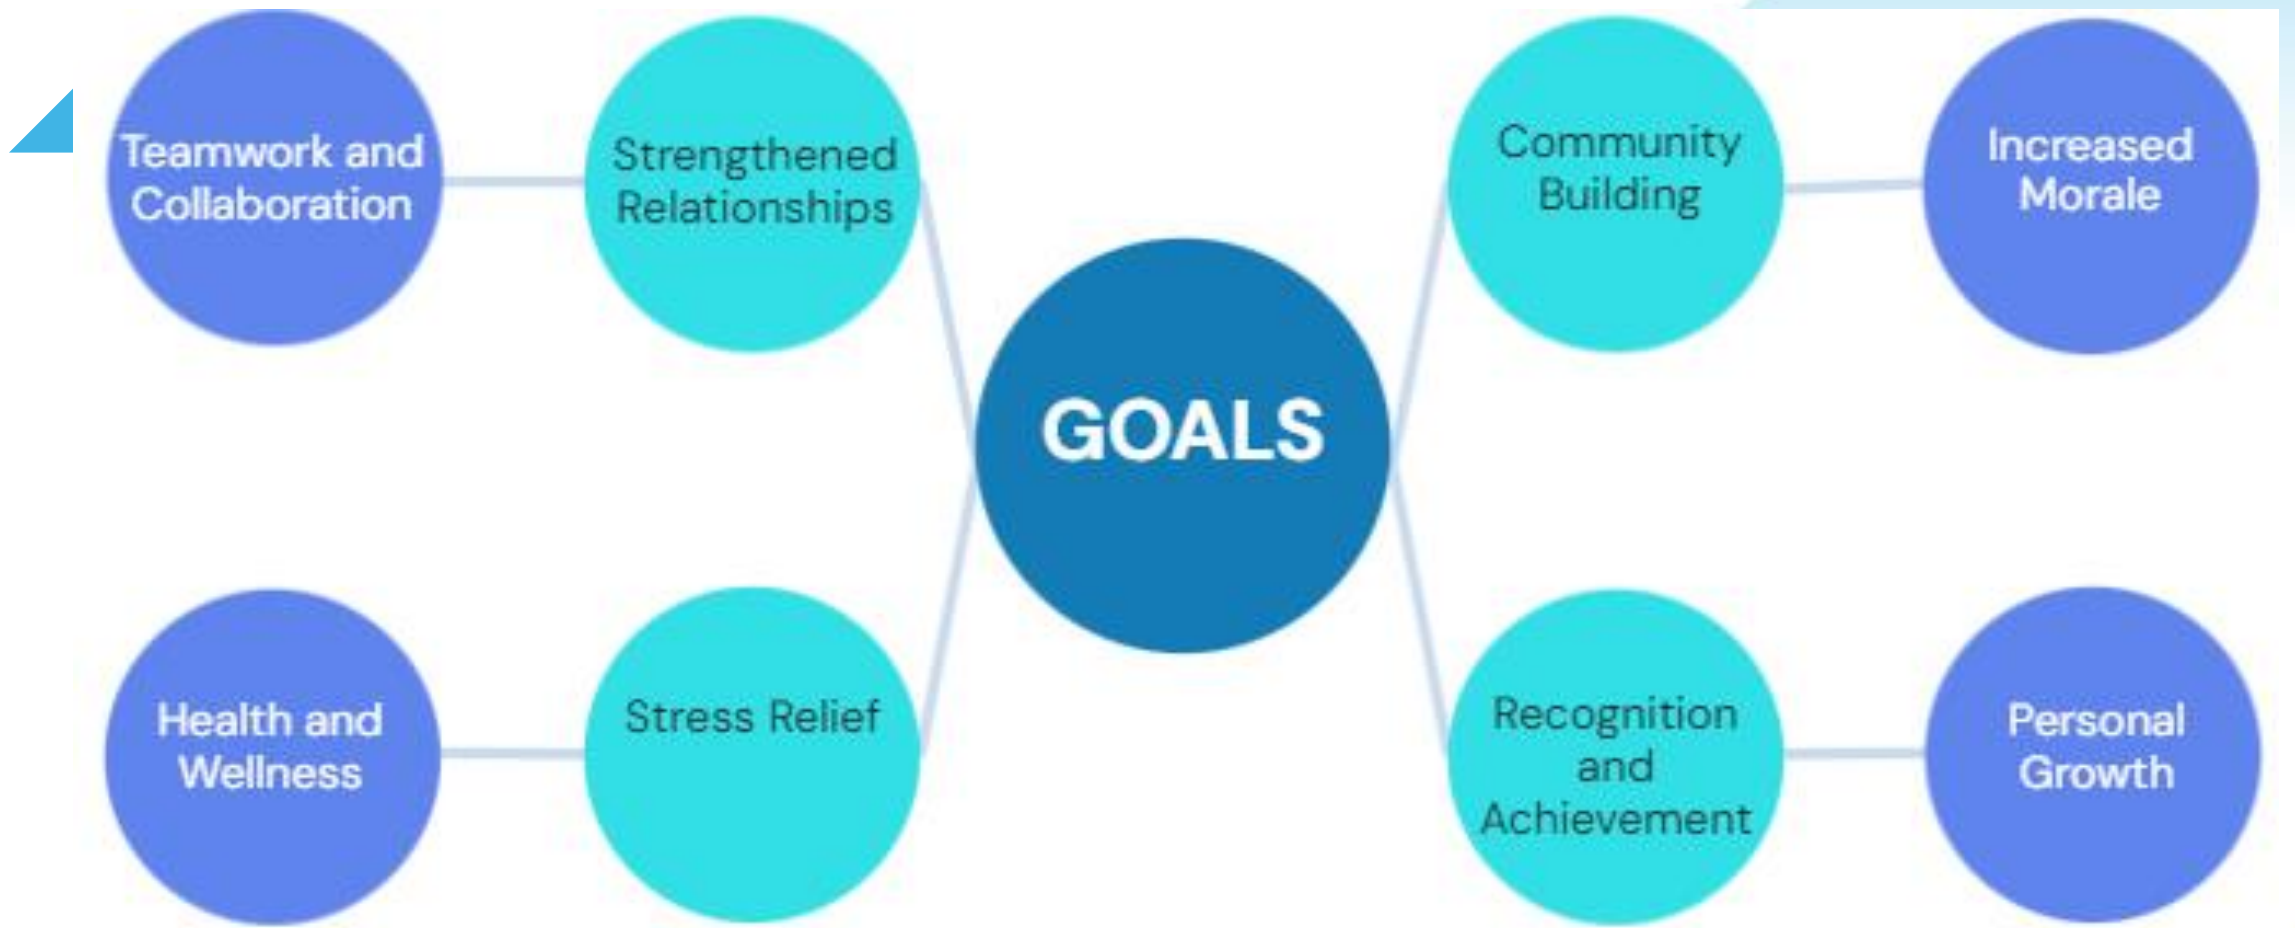 Teamwork and
Collaboration
Strengthened
Relationships
Community
Building
Increased
Morale
GOALS
Health and
Wellness
Stress Relief
Recognition
and
Achievement
Personal
Growth